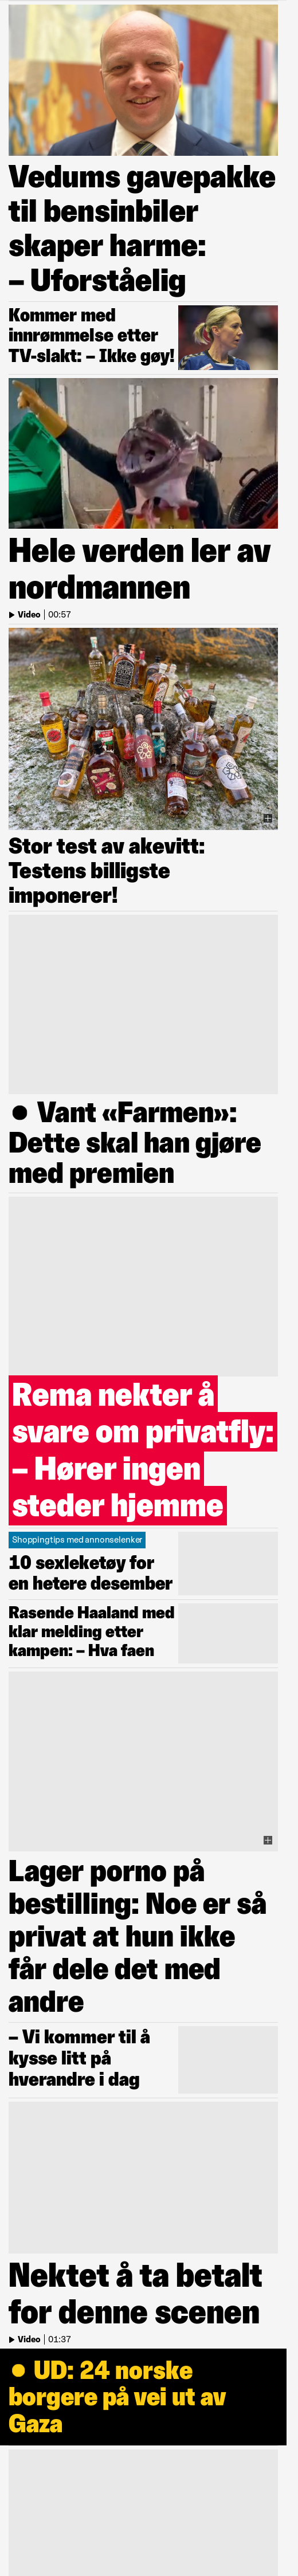 Vedums gavepakke
til bensinbiler
skaper harme:
– Uforståelig
Kommer med
innrømmelse etter
TV-slakt: – Ikke gøy!
Hele verden ler av
nordmannen
Video | 00:57
Stor test av akevitt:
Testens billigste
imponerer!
● Vant «Farmen»:
Dette skal han gjøre
med premien
Rema nekter å
svare om privatfly:
– Hører ingen
steder hjemme
Shoppingtips med annonselenker
10 sexleketøy for
en hetere desember
Rasende Haaland med
klar melding etter
kampen: – Hva faen
Lager porno på
bestilling: Noe er så
privat at hun ikke
får dele det med
andre
– Vi kommer til å
kysse litt på
hverandre i dag
Nektet å ta betalt
for denne scenen
Video | 01:37
● UD: 24 norske
borgere på vei ut av
Gaza